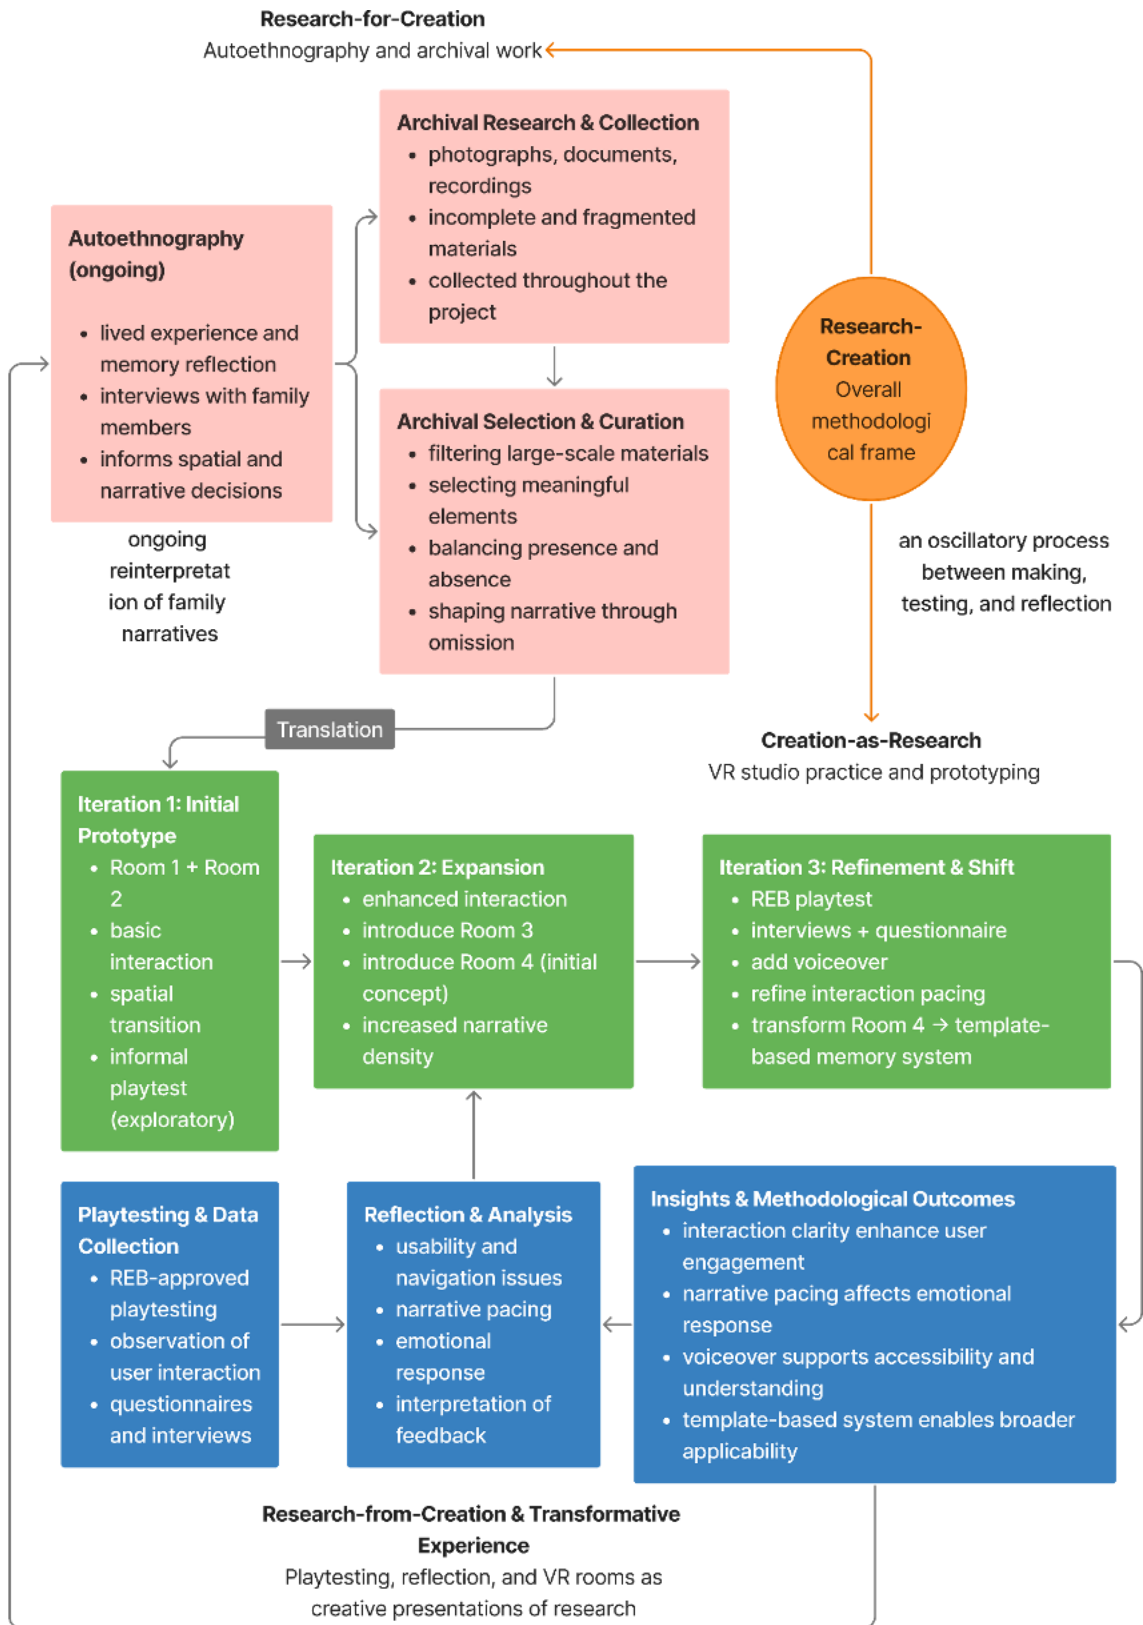 Research-for-Creation
Autoethnography and archival work
Archival Research & Collection
• photographs, documents,
recordings
• incomplete and fragmented
materials
• collected throughout the
project
Autoethnography
(ongoing)
• lived experience and
memory reflection
• interviews with family
members
• informs spatial and
narrative decisions
ongoing
reinterpretat
ion of family
narratives
Research-
Creation
Overall
methodologi
cal frame
Archival Selection & Curation
• filtering large-scale materials
• selecting meaningful
elements
• balancing presence and
absence
• shaping narrative through
omission
an oscillatory process
between making,
testing, and reflection
Translation
Creation-as-Research
VR studio practice and prototyping
Iteration 1: Initial
Prototype
• Room 1 + Room
2
• basic
interaction
• spatial
transition
• informal
playtest
(exploratory)
Iteration 2: Expansion
• enhanced interaction
• introduce Room 3
• introduce Room 4 (initial
concept)
• increased narrative
density
Iteration 3: Refinement & Shift
• REB playtest
• interviews + questionnaire
• add voiceover
• refine interaction pacing
• transform Room 4 → template-
based memory system
Playtesting & Data
Collection
• REB-approved
playtesting
• observation of
user interaction
• questionnaires
and interviews
Reflection & Analysis
• usability and
navigation issues
• narrative pacing
• emotional
response
• interpretation of
feedback
Insights & Methodological Outcomes
• interaction clarity enhance user
engagement
• narrative pacing affects emotional
response
• voiceover supports accessibility and
understanding
• template-based system enables broader
applicability
Research-from-Creation & Transformative
Experience
Playtesting, reflection, and VR rooms as
creative presentations of research